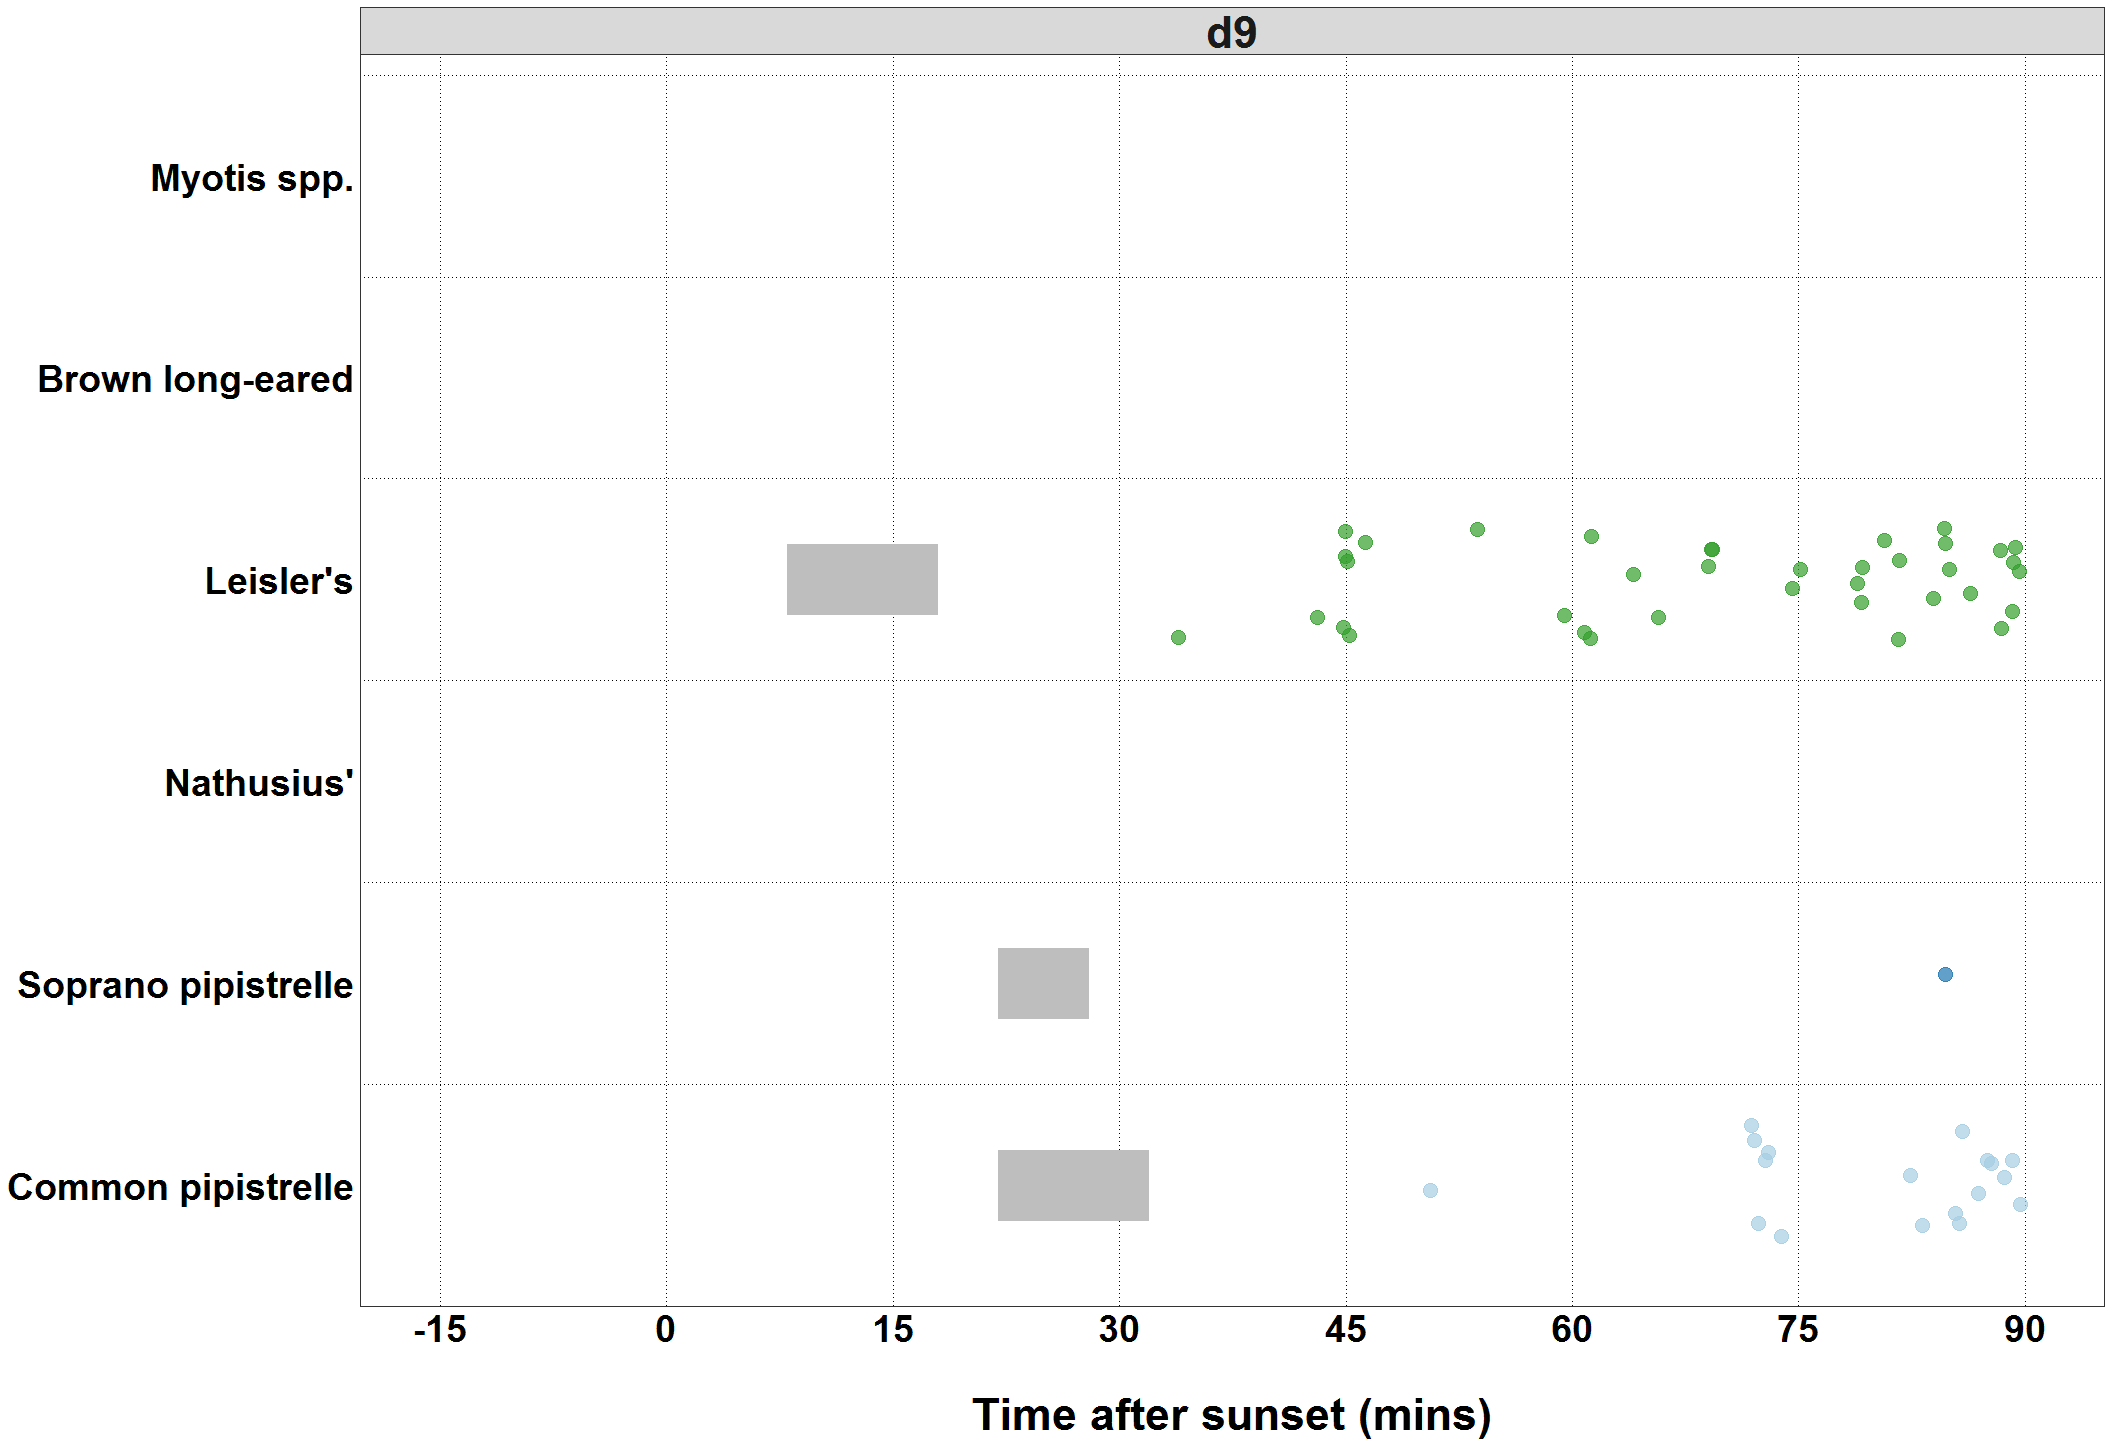 d9
Myotis spp.
Brown long-eared
Leisler's
Nathusius'
Soprano pipistrelle
Common pipistrelle
-15 0 15 30 45 60 75 90
Time after sunset (mins)